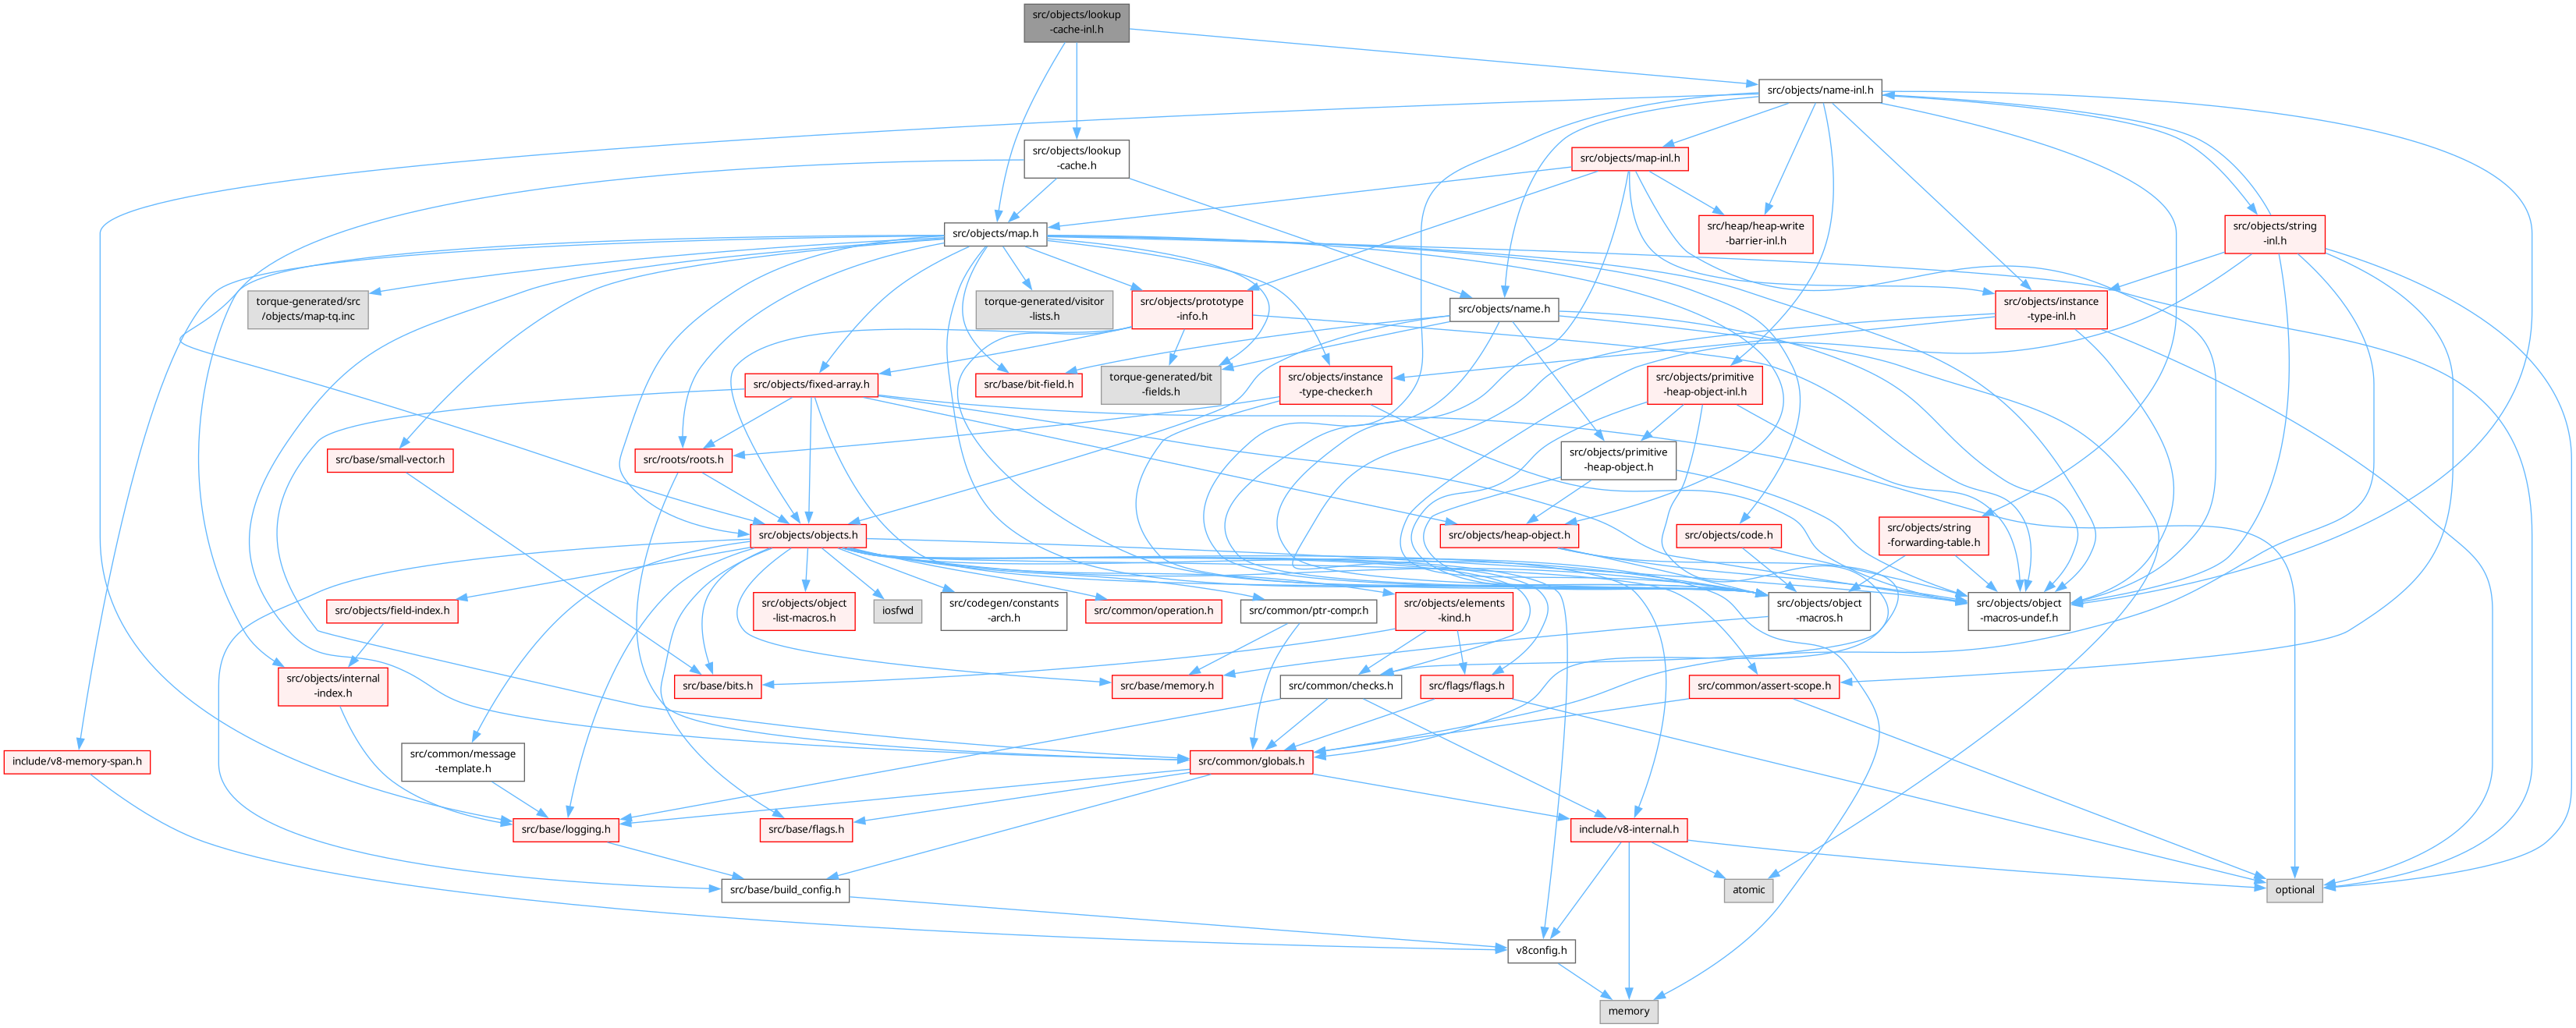 src/objects/lookup
-cache-inl.h
src/objects/name-inl.h
src/objects/lookup
-cache.h
src/objects/map-inl.h
src/heap/heap-write
-barrier-inl.h
src/objects/string
-inl.h
src/objects/map.h
torque-generated/src
/objects/map-tq.inc
torque-generated/visitor
-lists.h
src/objects/prototype
-info.h
src/objects/name.h
src/objects/instance
-type-inl.h
src/objects/fixed-array.h
src/base/bit-field.h
torque-generated/bit
-fields.h
src/objects/instance
-type-checker.h
src/objects/primitive
-heap-object-inl.h
src/base/small-vector.h
src/roots/roots.h
src/objects/primitive
-heap-object.h
src/objects/objects.h
src/objects/heap-object.h
src/objects/code.h
src/objects/string
-forwarding-table.h
src/objects/field-index.h
src/objects/object
-list-macros.h
iosfwd
src/codegen/constants
-arch.h
src/common/operation.h
src/common/ptr-compr.h
src/objects/elements
-kind.h
src/objects/object
-macros.h
src/objects/object
-macros-undef.h
src/objects/internal
-index.h
src/base/bits.h
src/base/memory.h
src/common/checks.h
src/flags/flags.h
src/common/assert-scope.h
include/v8-memory-span.h
src/common/message
-template.h
src/common/globals.h
src/base/logging.h
src/base/flags.h
include/v8-internal.h
src/base/build_config.h
atomic
optional
v8config.h
memory